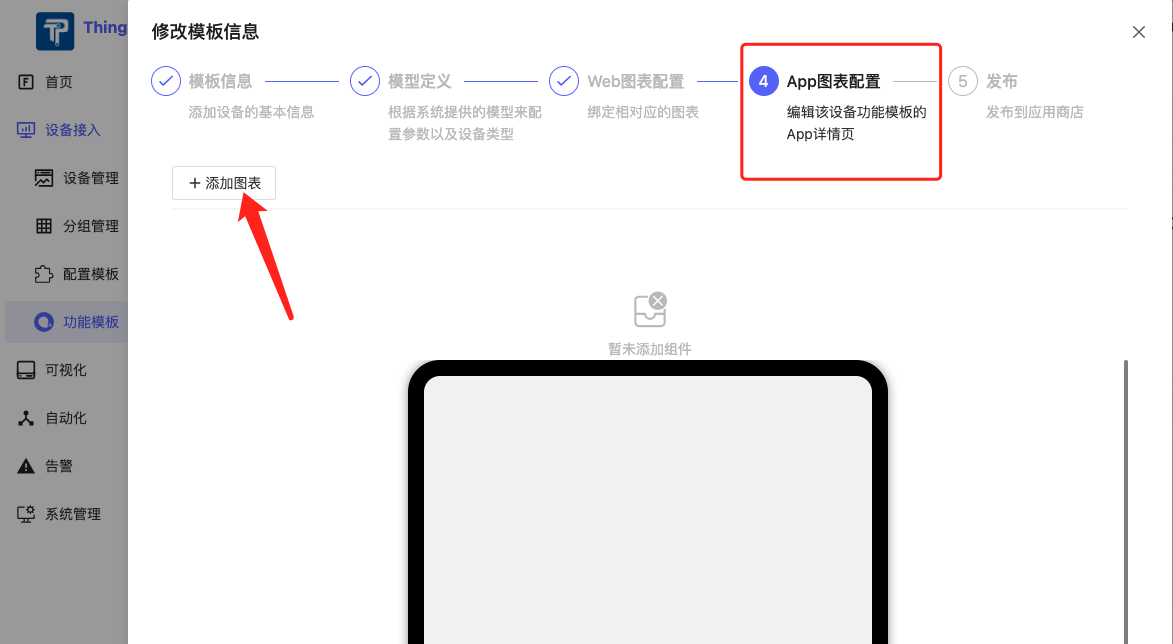 Thing
修改模板信息
首页
设备接入
设备管理
分组管理
配置模板
功能模板
可视化
自动化
告警
系统管理
模板信息
添加设备的基本信息
模型定义
根据系统提供的模型来配
置参数以及设备类型
Web图表配置
绑定相对应的图表
4
App图表配置
编辑该设备功能模板的
App详情页
5
发布
发布到应用商店
添加图表
暂未添加组件